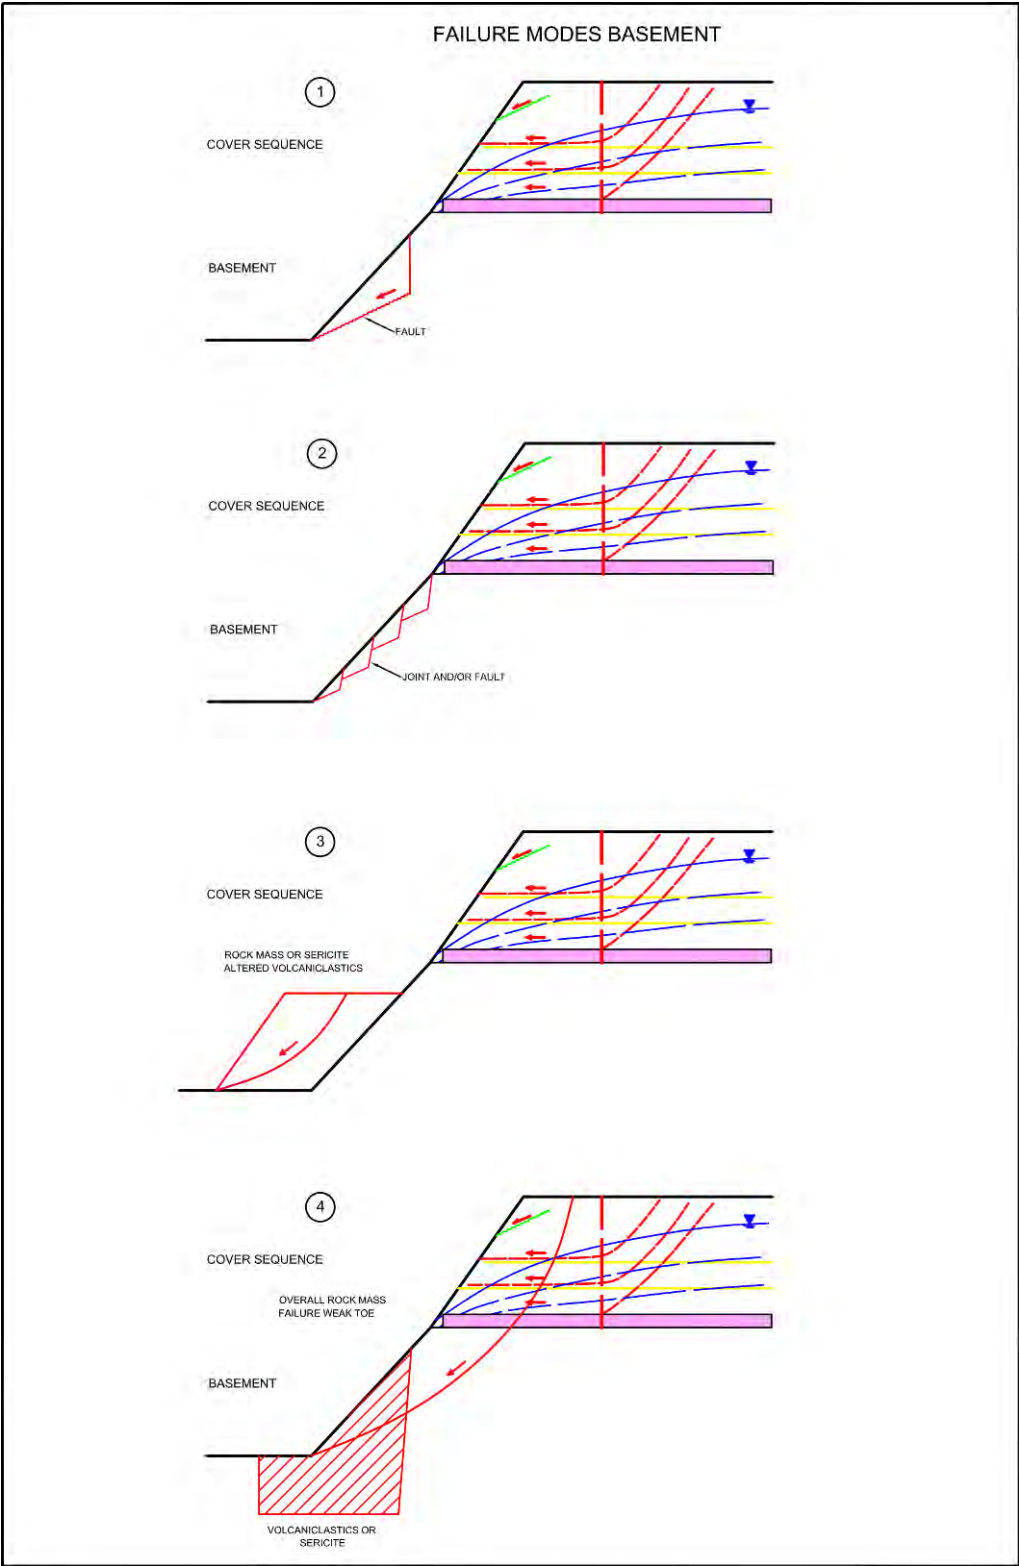 FAILURE MODES BASEMENT
1
COVER SEQUENCE
BASEMENT
FAULT
2
COVER SEQUENCE
BASEMENT
JOINT AND/OR FAULT
3
COVER SEQUENCE
ROCK MASS OR SERICITE
ALTERED VOLCANICLASTICS
4
COVER SEQUENCE
OVERALL ROCK MASS
FAILURE WEAK TOE
BASEMENT
VOLCANICLASTICS OR
SERICITE